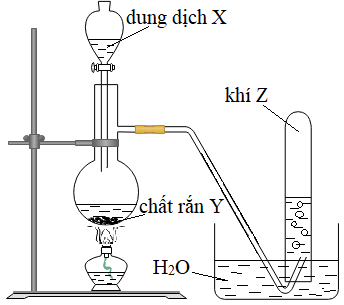 dung dịch X
khí Z
chất rắn Y
H₂O